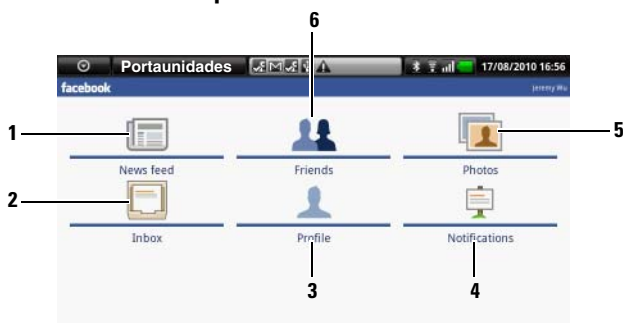 6
Portaunidades
17/08/2010 16:56
facebook
Jeremy Wu
1
5
News feed
Friends
Photos
2
Inbox
Profile
Notifications
3
4